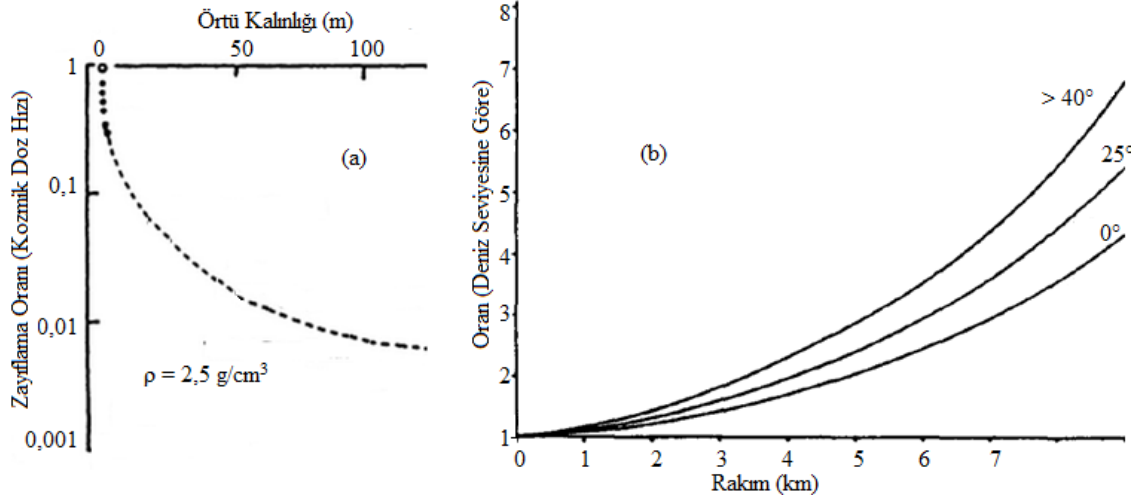 Örtü Kalınlığı (m)
0 50 100
Zayıflama Oranı (Kozmik Doz Hızı)
1
0,1
0,01
0,001
(a)
ρ = 2,5 g/cm³
Oran (Deniz Seviyesine Göre)
8
7
6
5
4
3
2
1
(b)
> 40°
25°
0°
0 1 2 3 4 5 6 7
Rakım (km)